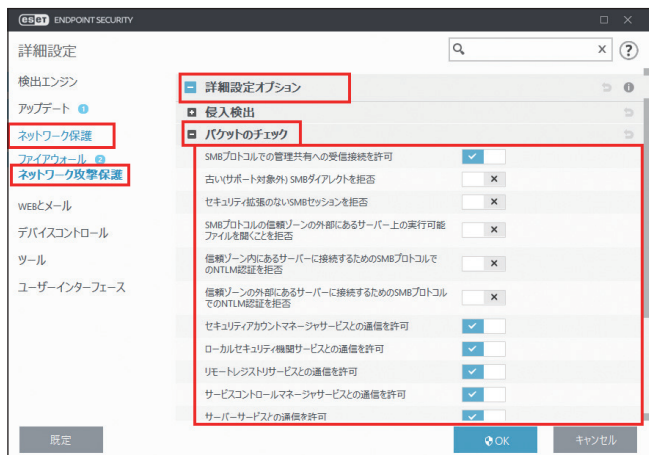 eset ENDPOINT SECURITY
詳細設定
検出エンジン
アップデート 1
ネットワーク保護
ファイアウォール 2
ネットワーク攻撃保護
WEBとメール
デバイスコントロール
ツール
ユーザーインターフェース
詳細設定オプション
侵入検出
パケットのチェック
SMBプロトコルでの管理共有への受信接続を許可
古い(サポート対象外) SMBダイアレクトを拒否
セキュリティ拡張のないSMBセッションを拒否
SMBプロトコルの信頼ゾーンの外部にあるサーバー上の実行可能
ファイルを開くことを拒否
信頼ゾーン内にあるサーバーに接続するためのSMBプロトコルで
のNTLM認証を拒否
信頼ゾーンの外部にあるサーバーに接続するためのSMBプロトコル
でのNTLM認証を拒否
セキュリティアカウントマネージャサービスとの通信を許可
ローカルセキュリティ機関サービスとの通信を許可
リモートレジストリサービスとの通信を許可
サービスコントロールマネージャサービスとの通信を許可
サーバーサービスとの通信を許可
既定
OK
キャンセル